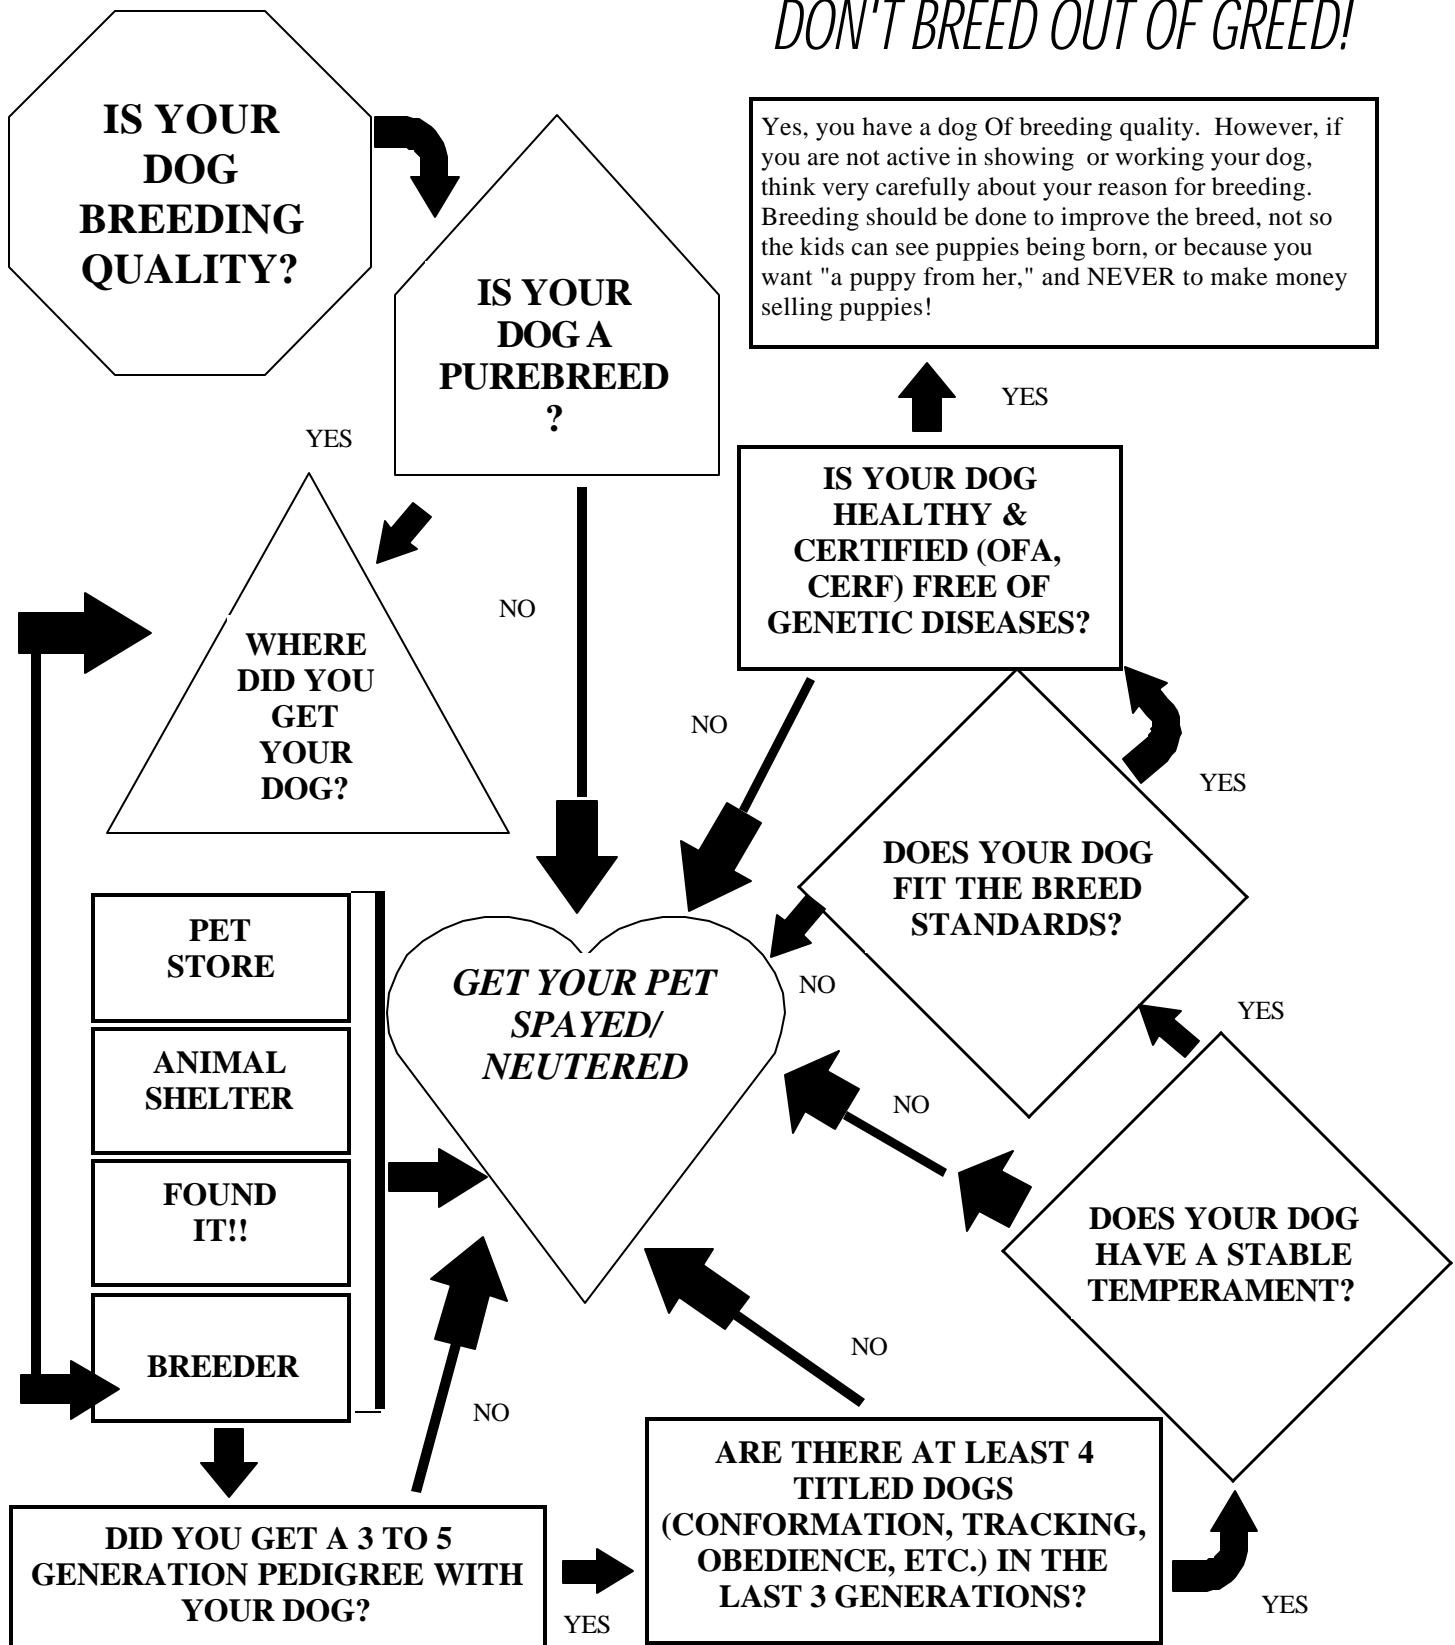 DON'T BREED OUT OF GREED!
IS YOUR
DOG
BREEDING
QUALITY?
IS YOUR
DOG A
PUREBREED
?
YES
NO
WHERE
DID YOU
GET
YOUR
DOG?
PET
STORE
ANIMAL
SHELTER
FOUND
IT!!
BREEDER
GET YOUR PET
SPAYED/
NEUTERED
DID YOU GET A 3 TO 5
GENERATION PEDIGREE WITH
YOUR DOG?
NO
YES
ARE THERE AT LEAST 4
TITLED DOGS
(CONFORMATION, TRACKING,
OBEDIENCE, ETC.) IN THE
LAST 3 GENERATIONS?
NO
YES
DOES YOUR DOG
HAVE A STABLE
TEMPERAMENT?
NO
YES
DOES YOUR DOG
FIT THE BREED
STANDARDS?
NO
YES
IS YOUR DOG
HEALTHY &
CERTIFIED (OFA,
CERF) FREE OF
GENETIC DISEASES?
NO
YES
Yes, you have a dog Of breeding quality. However, if
you are not active in showing or working your dog,
think very carefully about your reason for breeding.
Breeding should be done to improve the breed, not so
the kids can see puppies being born, or because you
want "a puppy from her," and NEVER to make money
selling puppies!